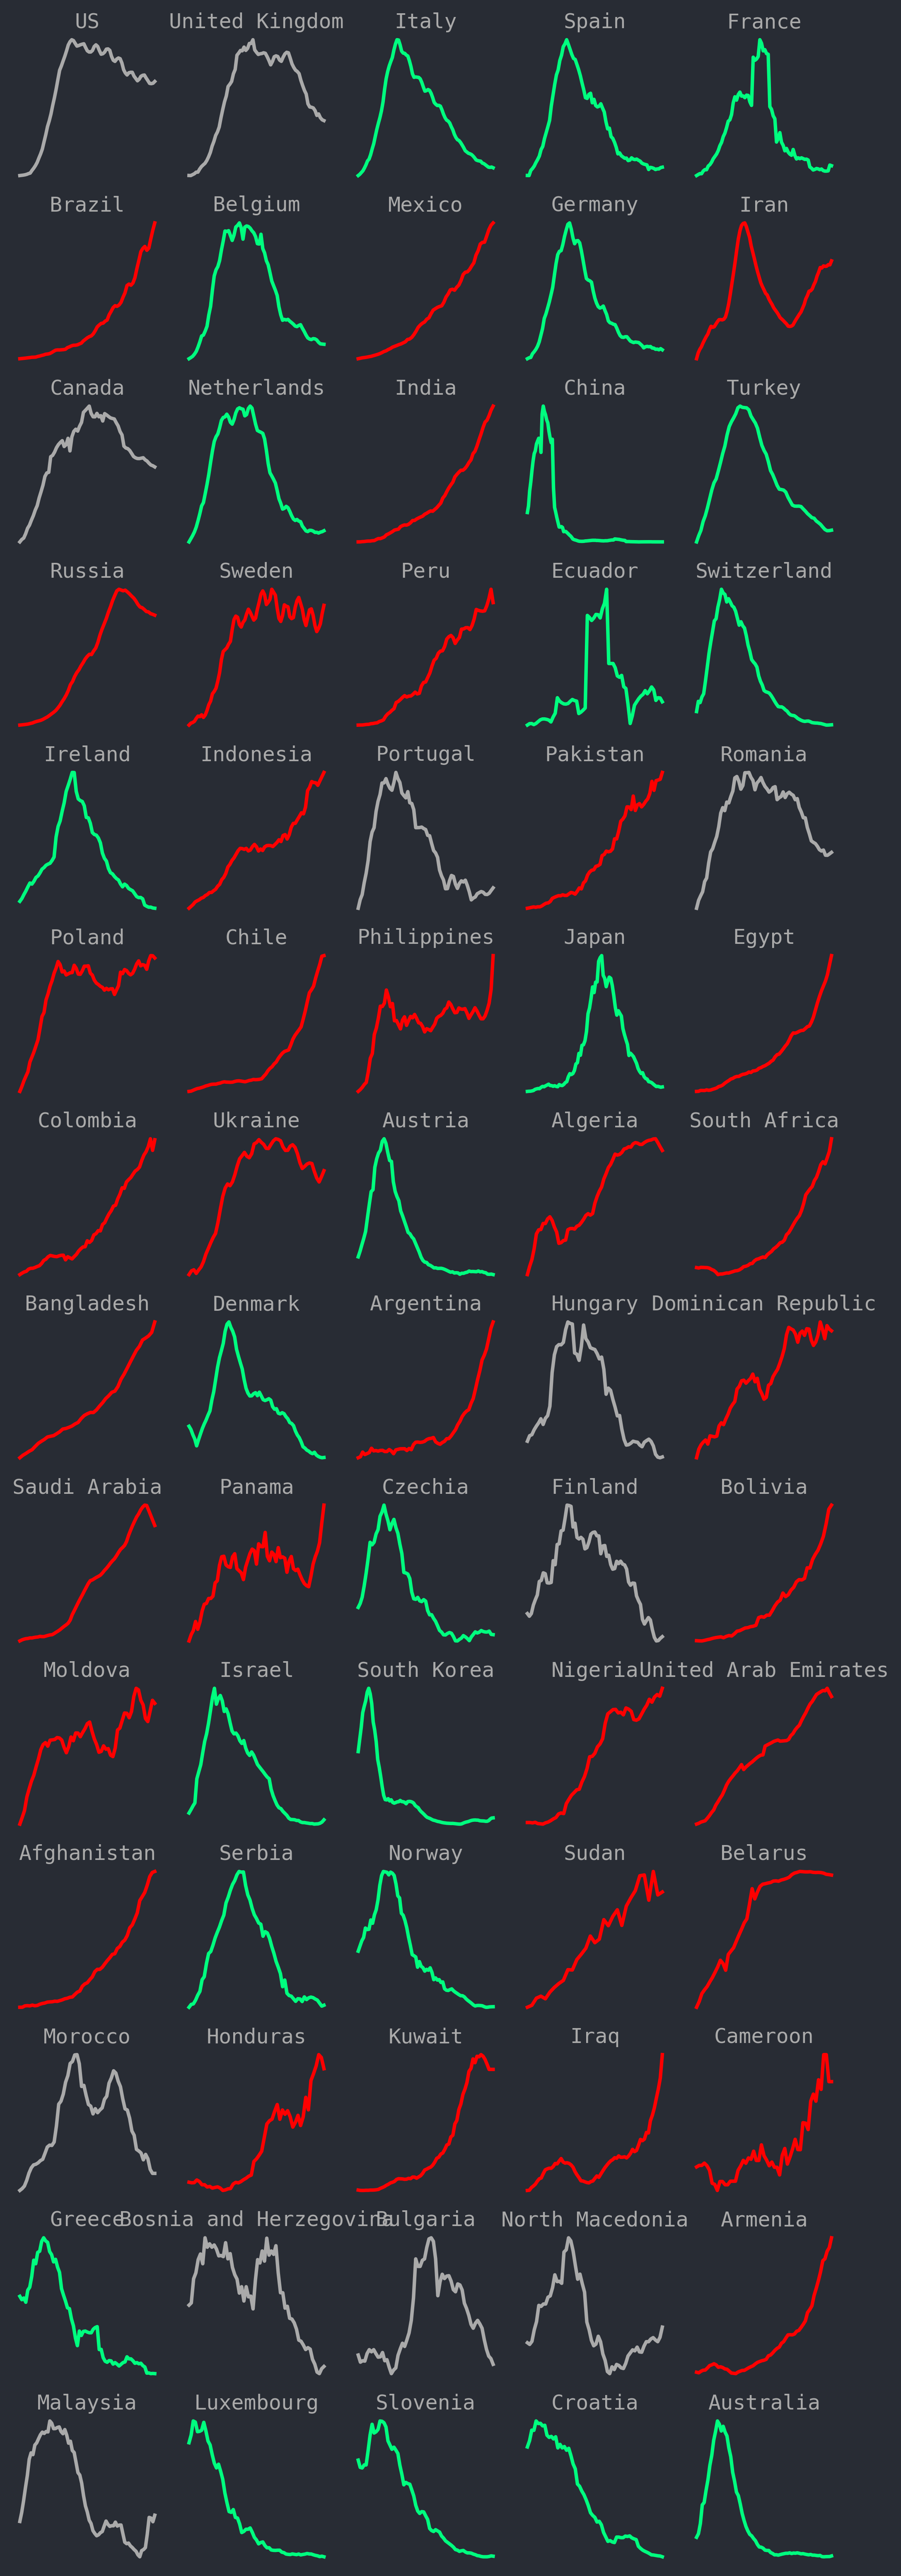 US United Kingdom Italy Spain France
Brazil Belgium Mexico Germany Iran
Canada Netherlands India China Turkey
Russia Sweden Peru Ecuador Switzerland
Ireland Indonesia Portugal Pakistan Romania
Poland Chile Philippines Japan Egypt
Colombia Ukraine Austria Algeria South Africa
Bangladesh Denmark Argentina Hungary Dominican Republic
Saudi Arabia Panama Czechia Finland Bolivia
Moldova Israel South Korea Nigeria United Arab Emirates
Afghanistan Serbia Norway Sudan Belarus
Morocco Honduras Kuwait Iraq Cameroon
Greece Bosnia and Herzegovina Bulgaria North Macedonia Armenia
Malaysia Luxembourg Slovenia Croatia Australia